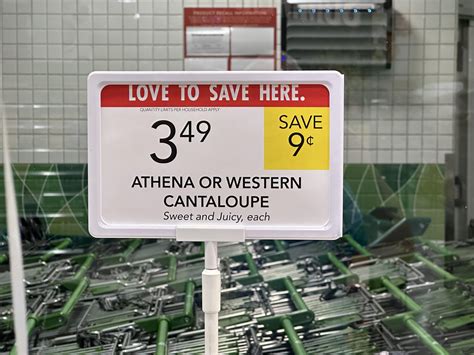 PRODUCT RECALL INFORMATION
LOVE TO SAVE HERE.
QUANTITY LIMITS PER HOUSEHOLD APPLY
3 49
SAVE
9¢
ATHENA OR WESTERN
CANTALOUPE
Sweet and Juicy, each